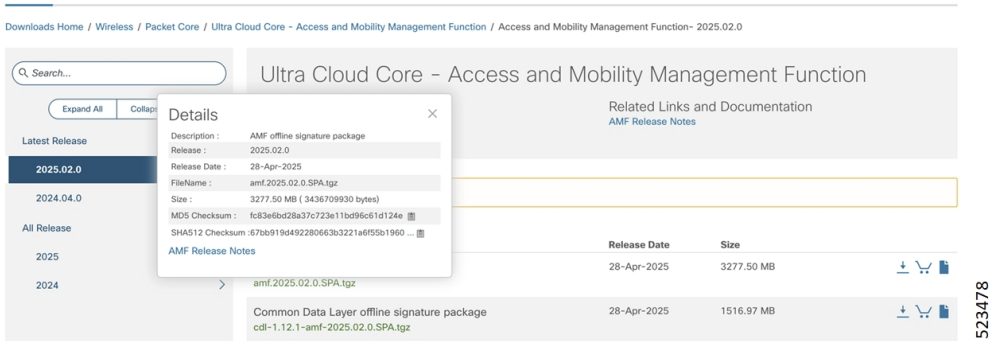 Downloads Home / Wireless / Packet Core / Ultra Cloud Core - Access and Mobility Management Function / Access and Mobility Management Function- 2025.02.0
Search...
Expand All
Latest Release
2025.02.0
2024.04.0
All Release
2025
2024
Ultra Cloud Core - Access and Mobility Management Function
Related Links and Documentation
AMF Release Notes
Details
Description : AMF offline signature package
Release : 2025.02.0
Release Date : 28-Apr-2025
FileName : amf.2025.02.0.SPA.tgz
Size : 3277.50 MB ( 3436709930 bytes)
MD5 Checksum : fc83e6bd28a37c723e11bd96c61d124e
SHA512 Checksum :67bb919d492280663b3221a6f55b1960 ...
AMF Release Notes
Release Date Size
28-Apr-2025 3277.50 MB
amf.2025.02.0.SPA.tgz
Common Data Layer offline signature package 28-Apr-2025 1516.97 MB
cdl-1.12.1-amf-2025.02.0.SPA.tgz
523478